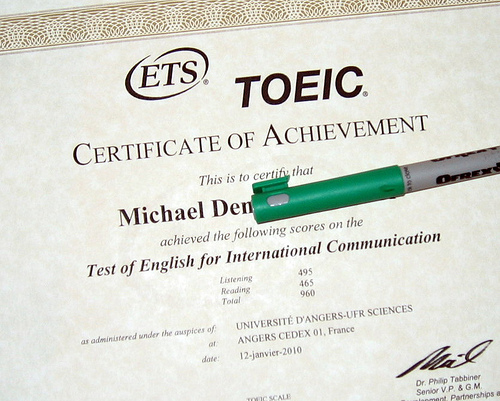 ETS®
TOEIC®
CERTIFICATE OF ACHIEVEMENT
This is to certify that
Michael Den
achieved the following scores on the
Test of English for International Communication
Listening 495
Reading 465
Total 960
as administered under the auspices of: UNIVERSITÉ D'ANGERS-UFR SCIENCES
at: ANGERS CEDEX 01, France
date: 12-janvier-2010
Dr. Philip Tabbiner
Senior V.P. & G.M.
Partnerships
TOEIC SCALE